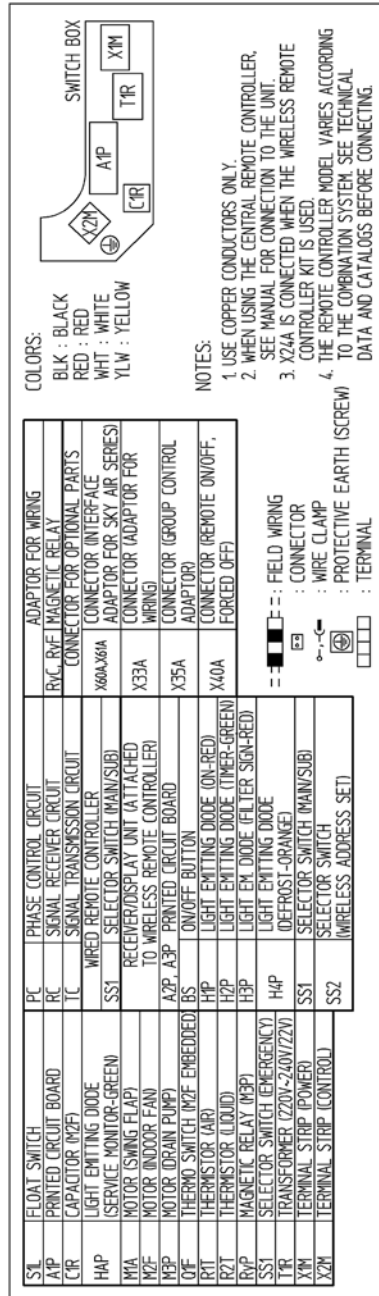 S1L FLOAT SWITCH
A1P PRINTED CIRCUIT BOARD
C1R CAPACITOR (M2F)
HAP LIGHT EMITTING DIODE
(SERVICE MONITOR-GREEN)
M1A MOTOR (SWING FLAP)
M2F MOTOR (INDOOR FAN)
M3P MOTOR (DRAIN PUMP)
Q1F THERMO SWITCH (M2F EMBEDDED)
R1T THERMISTOR (AIR)
R2T THERMISTOR (LIQUID)
RyP MAGNETIC RELAY (M3P)
SS1 SELECTOR SWITCH (EMERGENCY)
T1R TRANSFORMER (220V~240V/22V)
X1M TERMINAL STRIP (POWER)
X2M TERMINAL STRIP (CONTROL)
PC PHASE CONTROL CIRCUIT
RC SIGNAL RECEIVER CIRCUIT
TC SIGNAL TRANSMSSION CIRCUIT
WIRED REMOTE CONTROLLER
SS1 SELECTOR SWITCH (MAIN/SUB)
RECEIVER/DISPLAY UNIT (ATTACHED
TO WIRELESS REMOTE CONTROLLER)
A2P, A3P PRINTED CIRCUIT BOARD
BS ON/OFF BUTTON
H1P LIGHT EMITTING DIODE (ON-RED)
H2P LIGHT EMITTING DIODE (TIMER-GREEN)
H3P LIGHT EM. DIODE (FILTER SIGN-RED)
H4P LIGHT EMITTING DIODE
(DEFROST-ORANGE)
SS1 SELECTOR SWITCH (MAIN/SUB)
SS2 SELECTOR SWITCH
(WIRELESS ADDRESS SET)
ADAPTOR FOR WIRING
RyC, RyF MAGNETIC RELAY
CONNECTOR FOR OPTIONAL PARTS
X60A,X61A CONNECTOR (INTERFACE
ADAPTOR FOR SKY AIR SERIES)
X33A CONNECTOR (ADAPTOR FOR
WIRING)
X35A CONNECTOR (GROUP CONTROL
ADAPTOR)
X40A CONNECTOR (REMOTE ON/OFF,
FORCED OFF)
: FIELD WIRING
: CONNECTOR
: WIRE CLAMP
: PROTECTIVE EARTH (SCREW)
: TERMINAL
COLORS:
BLK : BLACK
RED : RED
WHT : WHITE
YLW : YELLOW
SWITCH BOX
X2M
A1P
C1R
T1R
X1M
NOTES:
1. USE COPPER CONDUCTORS ONLY.
2. WHEN USING THE CENTRAL REMOTE CONTROLLER,
SEE MANUAL FOR CONNECTION TO THE UNIT.
3. X24A IS CONNECTED WHEN THE WIRELESS REMOTE
CONTROLLER KIT IS USED.
4. THE REMOTE CONTROLLER MODEL VARIES ACCORDING
TO THE COMBINATION SYSTEM. SEE TECHNICAL
DATA AND CATALOGS BEFORE CONNECTING.